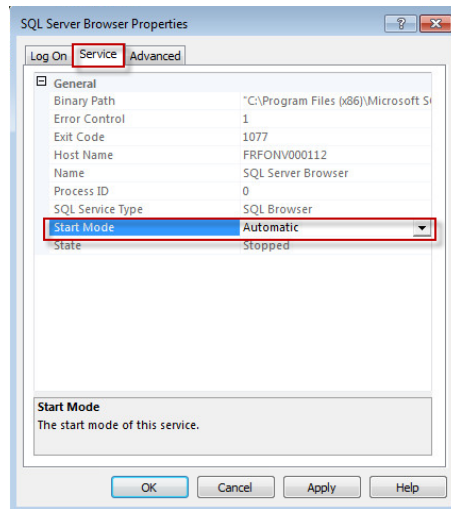 SQL Server Browser Properties
Log On Service Advanced
General
Binary Path "C:\Program Files (x86)\Microsoft S
Error Control 1
Exit Code 1077
Host Name FRFONV000112
Name SQL Server Browser
Process ID 0
SQL Service Type SQL Browser
Start Mode Automatic
State Stopped
Start Mode
The start mode of this service.
OK Cancel Apply Help